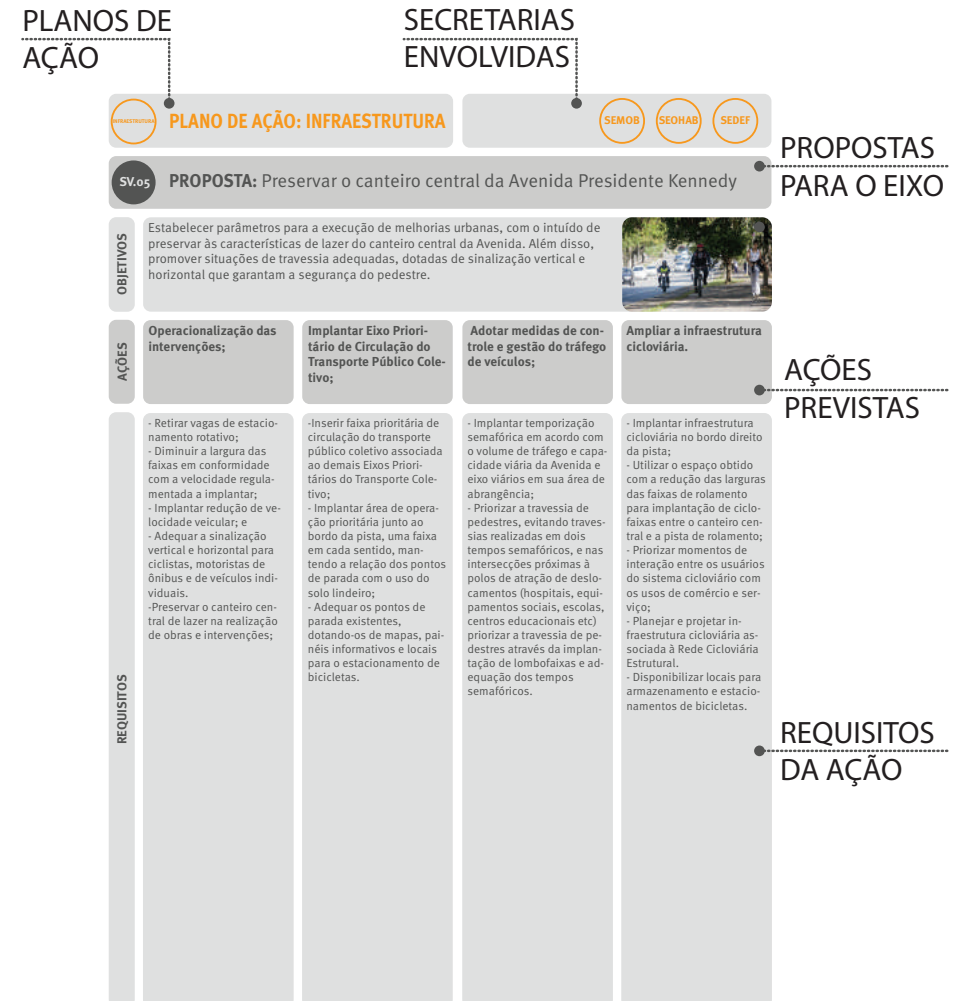 PLANOS DE
AÇÃO
SECRETARIAS
ENVOLVIDAS
INFRAESTRUTURA
PLANO DE AÇÃO: INFRAESTRUTURA
SEMOB
SEOHAB
SEDEF
PROPOSTAS
PARA O EIXO
SV.05
PROPOSTA: Preservar o canteiro central da Avenida Presidente Kennedy
OBJETIVOS
Estabelecer parâmetros para a execução de melhorias urbanas, com o intuído de
preservar às características de lazer do canteiro central da Avenida. Além disso,
promover situações de travessia adequadas, dotadas de sinalização vertical e
horizontal que garantam a segurança do pedestre.
AÇÕES
Operacionalização das
intervenções;
Implantar Eixo Priori-
tário de Circulação do
Transporte Público Cole-
tivo;
Adotar medidas de con-
trole e gestão do tráfego
de veículos;
Ampliar a infraestrutura
cicloviária.
AÇÕES
PREVISTAS
REQUISITOS
- Retirar vagas de estacio-
namento rotativo;
- Diminuir a largura das
faixas em conformidade
com a velocidade regula-
mentada a implantar;
- Implantar redução de ve-
locidade veicular; e
- Adequar a sinalização
vertical e horizontal para
ciclistas, motoristas de
ônibus e de veículos indi-
viduais.
-Preservar o canteiro cen-
tral de lazer na realização
de obras e intervenções;
-Inserir faixa prioritária de
circulação do transporte
público coletivo associada
ao demais Eixos Priori-
tários do Transporte Cole-
tivo;
- Implantar área de opera-
ção prioritária junto ao
bordo da pista, uma faixa
em cada sentido, man-
tendo a relação dos pontos
de parada com o uso do
solo lindeiro;
- Adequar os pontos de
parada existentes,
dotando-os de mapas, pai-
néis informativos e locais
para o estacionamento de
bicicletas.
- Implantar temporização
semafórica em acordo com
o volume de tráfego e capa-
cidade viária da Avenida e
eixo viários em sua área de
abrangência;
- Priorizar a travessia de
pedestres, evitando traves-
sias realizadas em dois
tempos semafóricos, e nas
intersecções próximas à
polos de atração de deslo-
camentos (hospitais, equi-
pamentos sociais, escolas,
centros educacionais etc)
priorizar a travessia de pe-
destres através da implan-
tação de lombofaixas e ad-
equação dos tempos
semafóricos.
- Implantar infraestrutura
cicloviária no bordo direito
da pista;
- Utilizar o espaço obtido
com a redução das larguras
das faixas de rolamento
para implantação de ciclo-
faixas entre o canteiro cen-
tral e a pista de rolamento;
- Priorizar momentos de
interação entre os usuários
do sistema cicloviário com
os usos de comércio e ser-
viço;
- Planejar e projetar in-
fraestrutura cicloviária as-
sociada à Rede Cicloviária
Estrutural.
- Disponibilizar locais para
armazenamento e estacio-
namentos de bicicletas.
REQUISITOS
DA AÇÃO